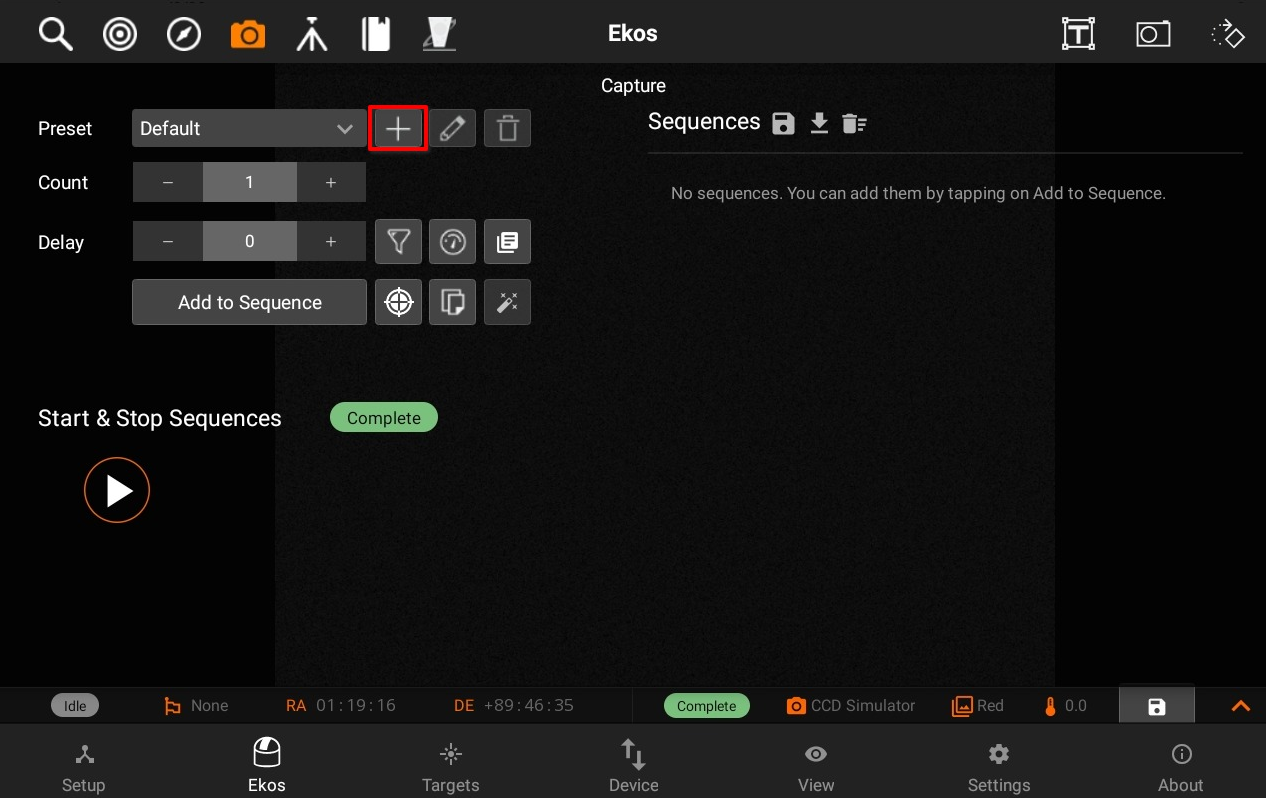 Ekos
Capture
Preset
Default
Sequences
Count
− 1 +
No sequences. You can add them by tapping on Add to Sequence.
Delay
− 0 +
Add to Sequence
Start & Stop Sequences
Complete
Idle
None
RA 01:19:16
DE +89:46:35
Complete
CCD Simulator
Red
0.0
Setup
Ekos
Targets
Device
View
Settings
About